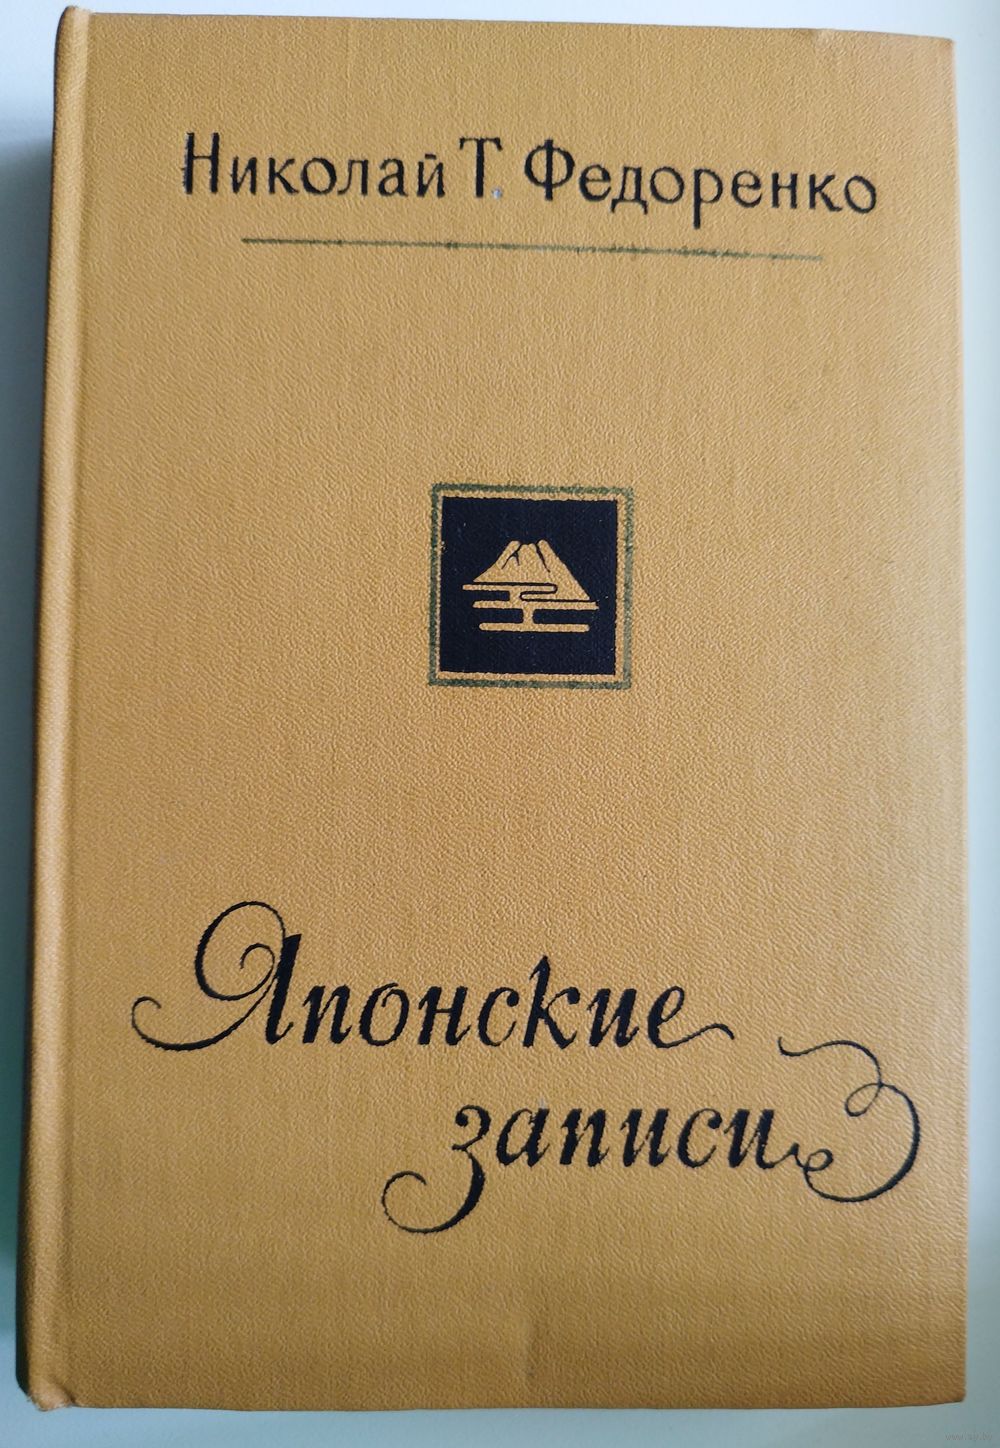 Николай Т. Федоренко
Японские
записи